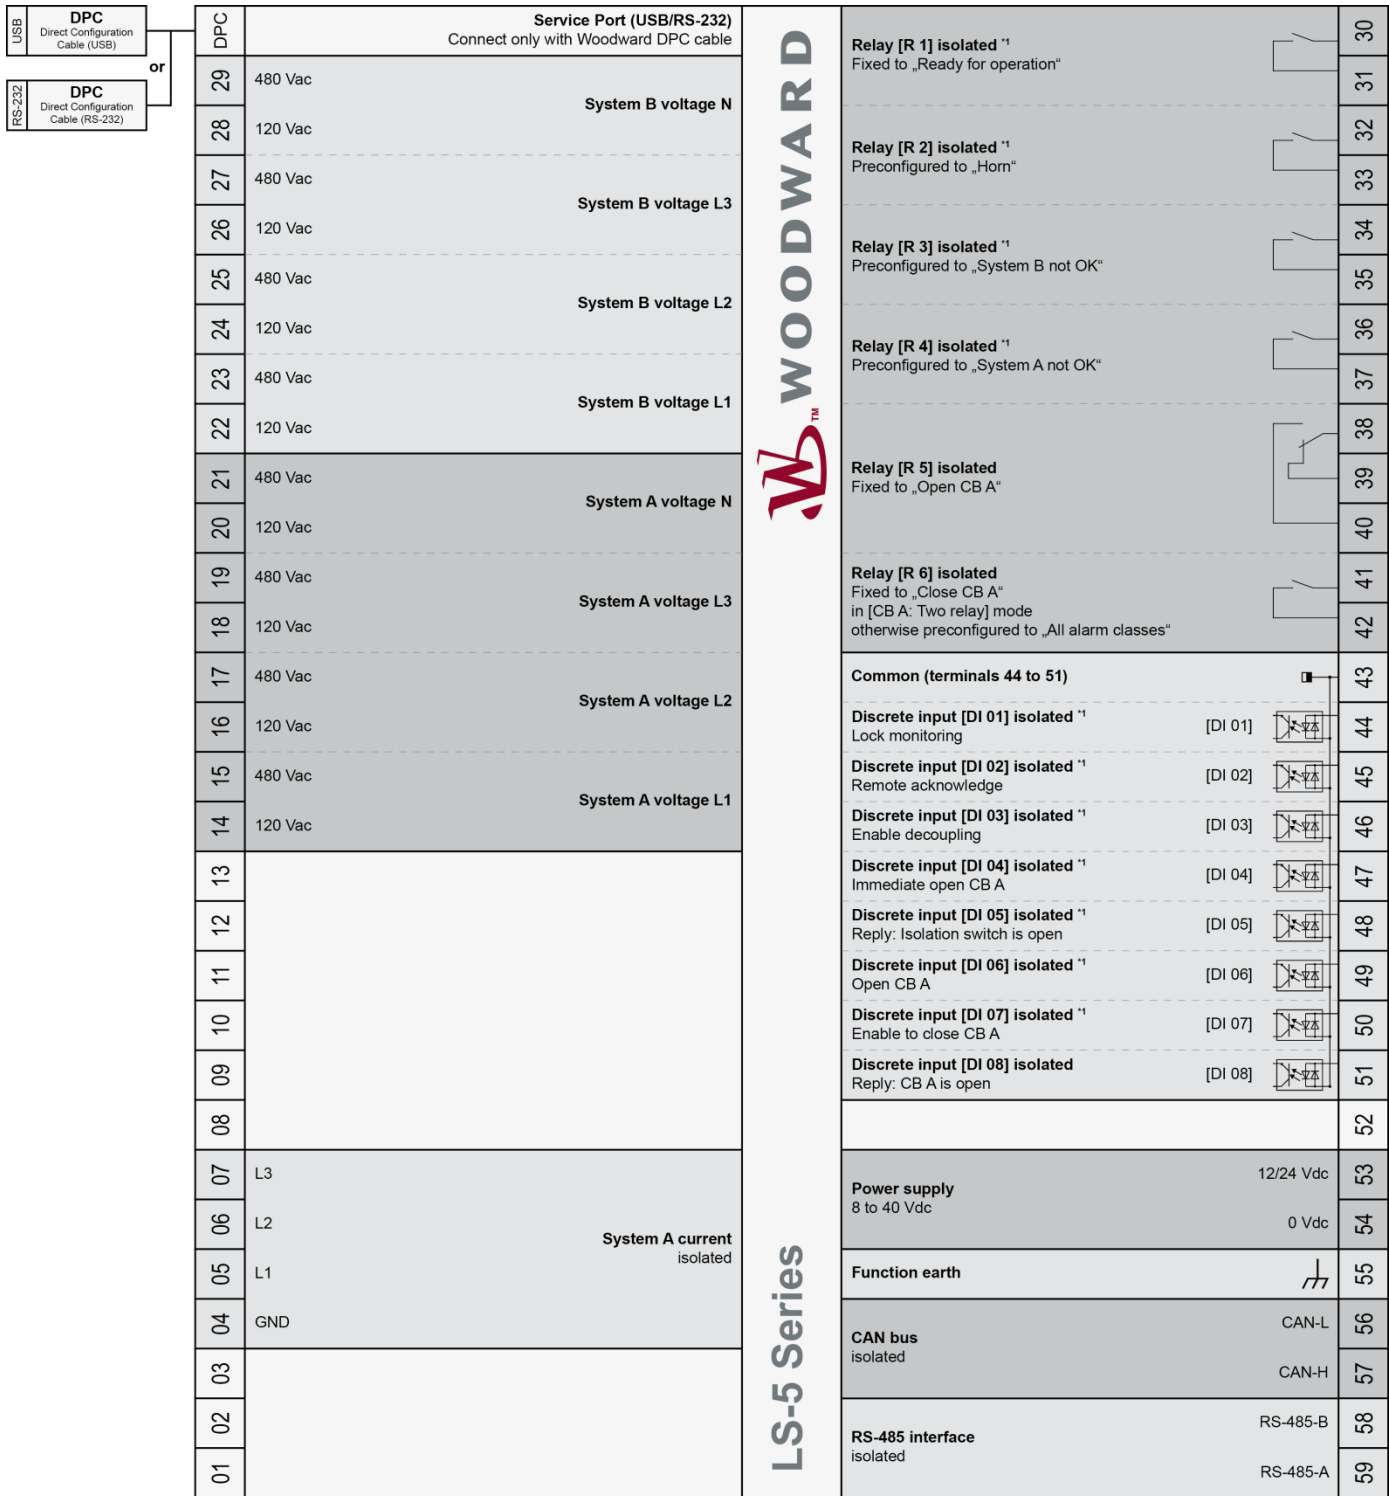 USB
DPC
Direct Configuration
Cable (USB)
or
RS-232
DPC
Direct Configuration
Cable (RS-232)
DPC
Service Port (USB/RS-232)
Connect only with Woodward DPC cable
29
480 Vac
System B voltage N
28
120 Vac
27
480 Vac
System B voltage L3
26
120 Vac
25
480 Vac
System B voltage L2
24
120 Vac
23
480 Vac
System B voltage L1
22
120 Vac
21
480 Vac
System A voltage N
20
120 Vac
19
480 Vac
System A voltage L3
18
120 Vac
17
480 Vac
System A voltage L2
16
120 Vac
15
480 Vac
System A voltage L1
14
120 Vac
13
12
11
10
09
08
07
L3
06
L2
System A current
isolated
05
L1
04
GND
03
02
01
WOODWARD
W
TM
LS-5 Series
Relay [R 1] isolated *1
Fixed to „Ready for operation“
30
31
Relay [R 2] isolated *1
Preconfigured to „Horn“
32
33
Relay [R 3] isolated *1
Preconfigured to „System B not OK“
34
35
Relay [R 4] isolated *1
Preconfigured to „System A not OK“
36
37
Relay [R 5] isolated
Fixed to „Open CB A“
38
39
40
Relay [R 6] isolated
Fixed to „Close CB A“
in [CB A: Two relay] mode
otherwise preconfigured to „All alarm classes“
41
42
Common (terminals 44 to 51)
43
Discrete input [DI 01] isolated *1
Lock monitoring
[DI 01]
44
Discrete input [DI 02] isolated *1
Remote acknowledge
[DI 02]
45
Discrete input [DI 03] isolated *1
Enable decoupling
[DI 03]
46
Discrete input [DI 04] isolated *1
Immediate open CB A
[DI 04]
47
Discrete input [DI 05] isolated *1
Reply: Isolation switch is open
[DI 05]
48
Discrete input [DI 06] isolated *1
Open CB A
[DI 06]
49
Discrete input [DI 07] isolated *1
Enable to close CB A
[DI 07]
50
Discrete input [DI 08] isolated
Reply: CB A is open
[DI 08]
51
52
Power supply
8 to 40 Vdc
12/24 Vdc
53
0 Vdc
54
Function earth
55
CAN bus
isolated
CAN-L
56
CAN-H
57
RS-485 interface
isolated
RS-485-B
58
RS-485-A
59